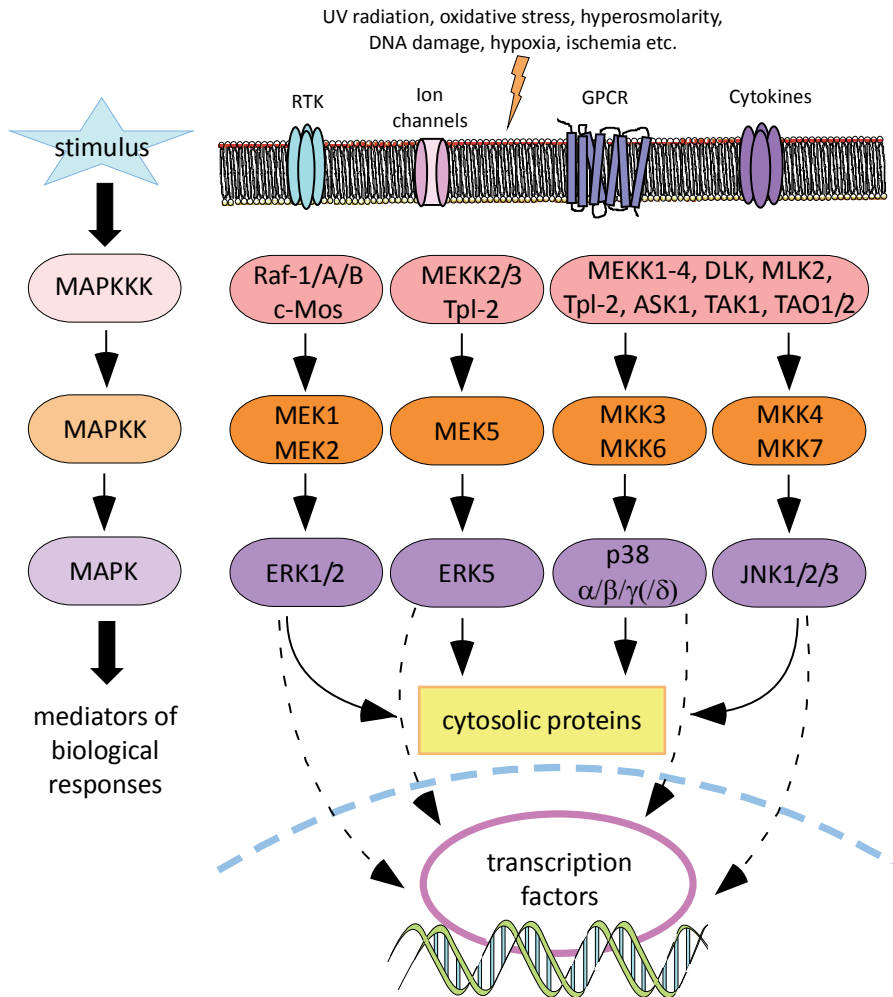 UV radiation, oxidative stress, hyperosmolarity,
DNA damage, hypoxia, ischemia etc.
RTK
Ion
channels
GPCR
Cytokines
stimulus
MAPKKK
Raf-1/A/B
c-Mos
MEKK2/3
Tpl-2
MEKK1-4, DLK, MLK2,
Tpl-2, ASK1, TAK1, TAO1/2
MAPKK
MEK1
MEK2
MEK5
MKK3
MKK6
MKK4
MKK7
MAPK
ERK1/2
ERK5
p38
α/β/γ(/δ)
JNK1/2/3
mediators of
biological
responses
cytosolic proteins
transcription
factors